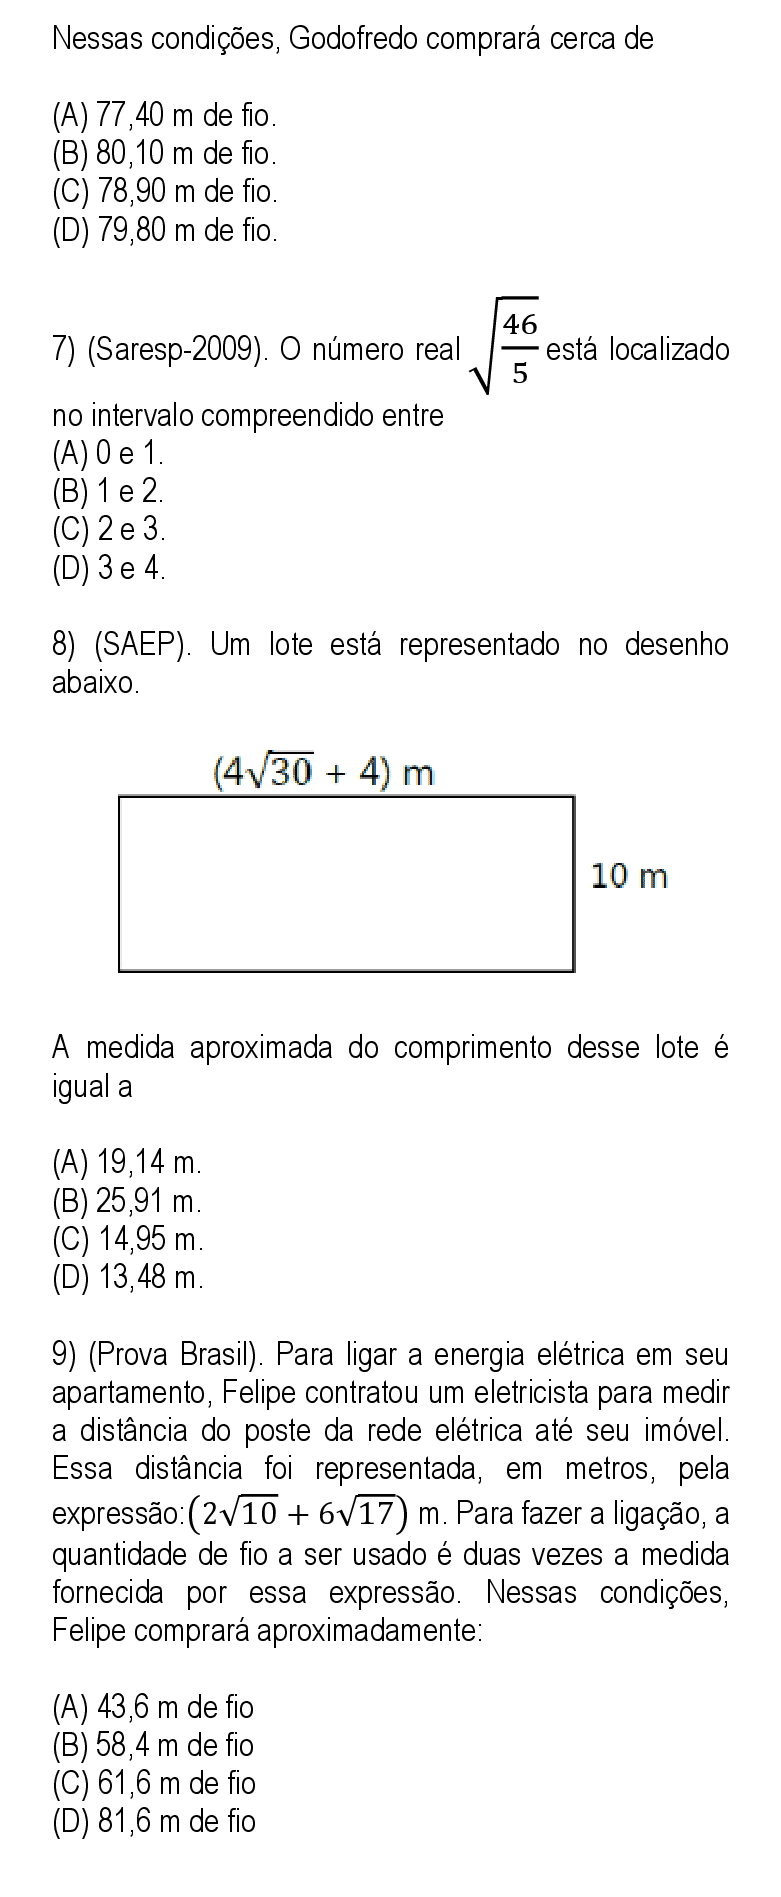 Nessas condições, Godofredo comprará cerca de
(A) 77,40 m de fio.
(B) 80,10 m de fio.
(C) 78,90 m de fio.
(D) 79,80 m de fio.
7) (Saresp-2009). O número real √(46/5) está localizado
no intervalo compreendido entre
(A) 0 e 1.
(B) 1 e 2.
(C) 2 e 3.
(D) 3 e 4.
8) (SAEP). Um lote está representado no desenho
abaixo.
(4√30 + 4) m
10 m
A medida aproximada do comprimento desse lote é
igual a
(A) 19,14 m.
(B) 25,91 m.
(C) 14,95 m.
(D) 13,48 m.
9) (Prova Brasil). Para ligar a energia elétrica em seu
apartamento, Felipe contratou um eletricista para medir
a distância do poste da rede elétrica até seu imóvel.
Essa distância foi representada, em metros, pela
expressão:(2√10 + 6√17) m. Para fazer a ligação, a
quantidade de fio a ser usado é duas vezes a medida
fornecida por essa expressão. Nessas condições,
Felipe comprará aproximadamente:
(A) 43,6 m de fio
(B) 58,4 m de fio
(C) 61,6 m de fio
(D) 81,6 m de fio